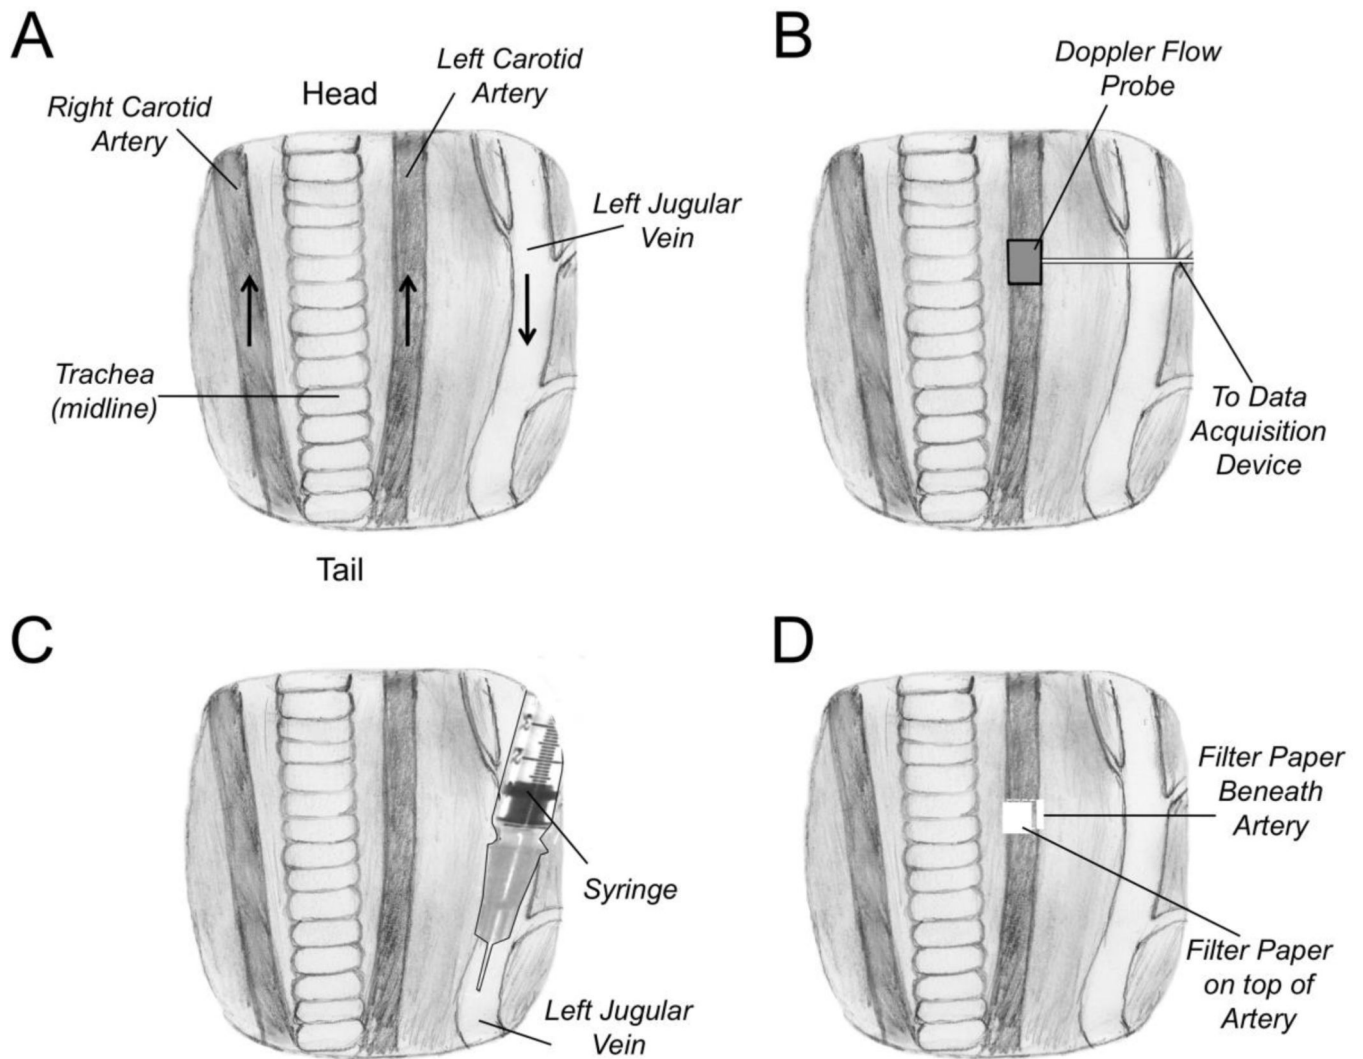 A
Head
Left Carotid
Artery
Right Carotid
Artery
Left Jugular
Vein
Trachea
(midline)
Tail
B
Doppler Flow
Probe
To Data
Acquisition
Device
C
Syringe
Left Jugular
Vein
D
Filter Paper
Beneath
Artery
Filter Paper
on top of
Artery